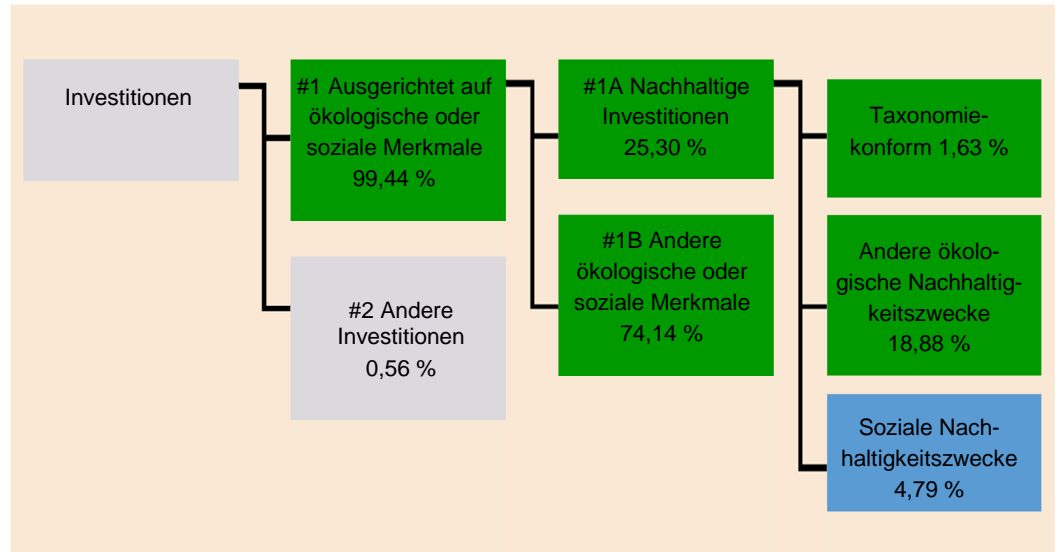 Investitionen
#1 Ausgerichtet auf
ökologische oder
soziale Merkmale
99,44 %
#2 Andere
Investitionen
0,56 %
#1A Nachhaltige
Investitionen
25,30 %
#1B Andere
ökologische oder
soziale Merkmale
74,14 %
Taxonomie-
konform 1,63 %
Andere ökolo-
gische Nachhaltig-
keitszwecke
18,88 %
Soziale Nach-
haltigkeitszwecke
4,79 %